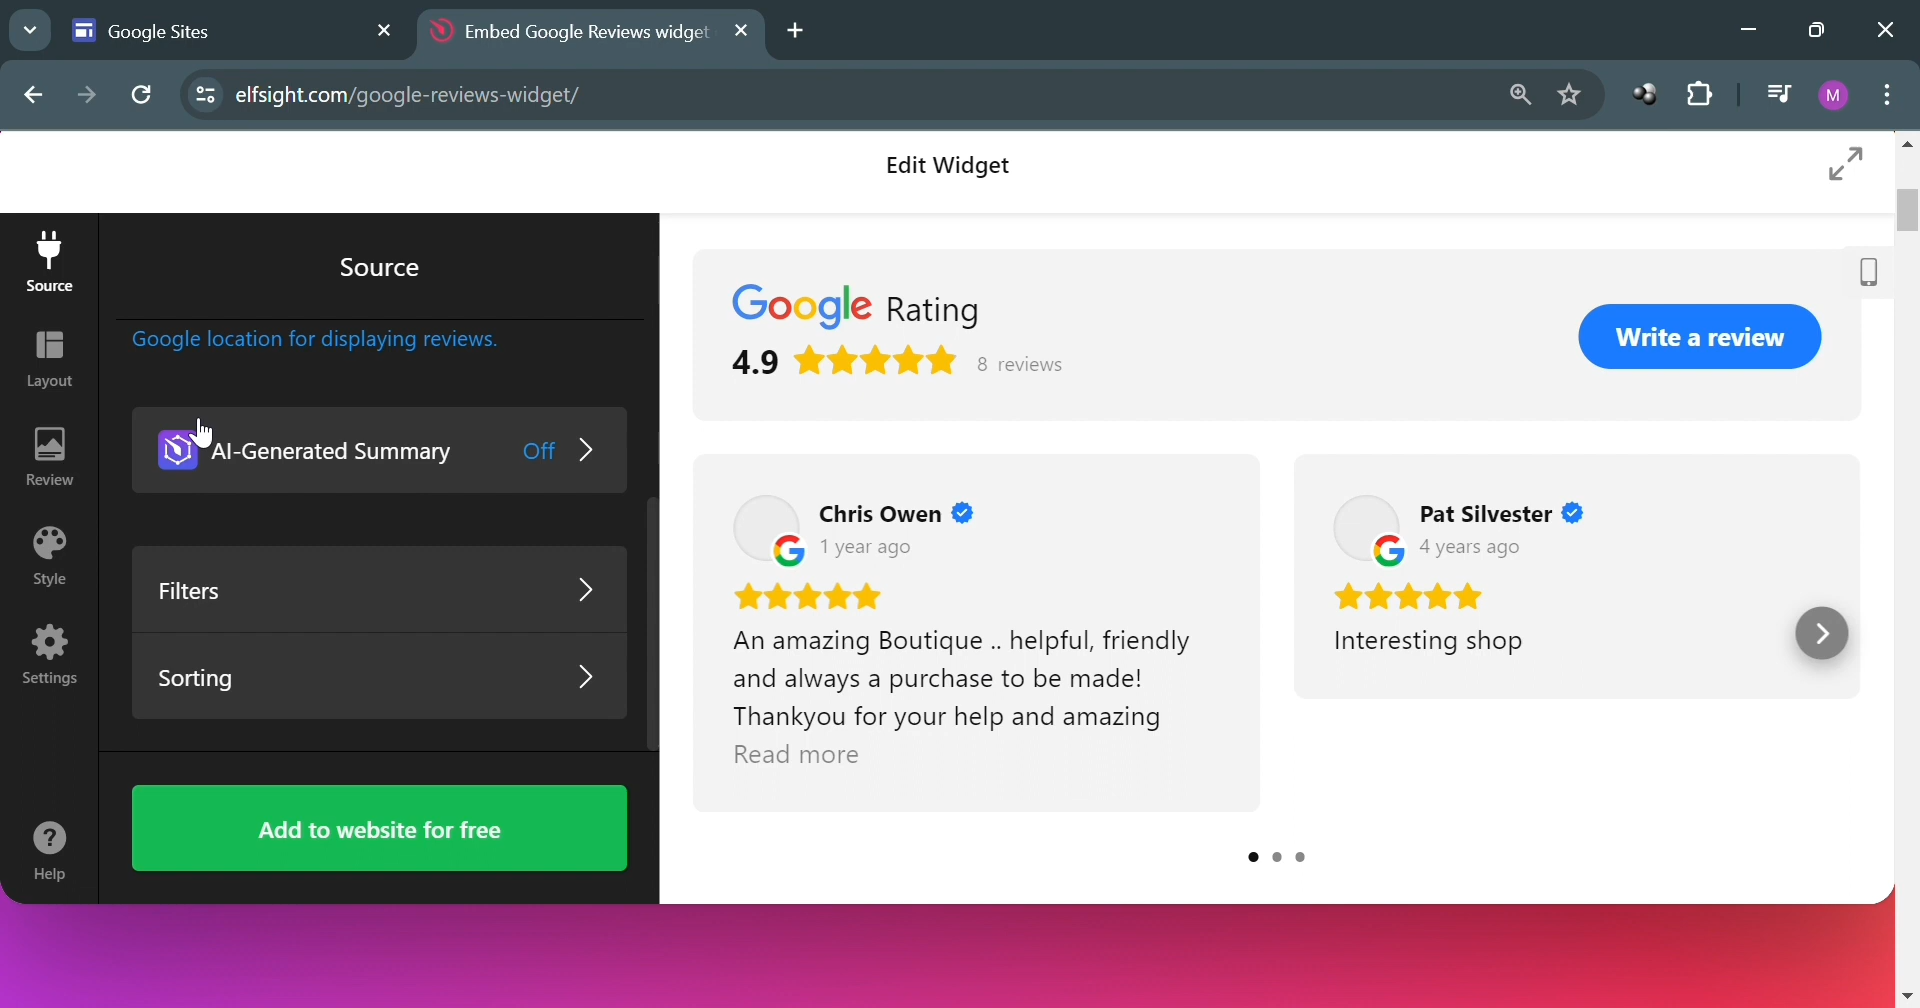 Google Sites
Embed Google Reviews widget
elfsight.com/google-reviews-widget/
M
Edit Widget
Source
Layout
Review
Style
Settings
Help
Source
Google location for displaying reviews.
AI-Generated Summary Off
Filters
Sorting
Add to website for free
Google Rating
4.9 8 reviews
Write a review
Chris Owen
1 year ago
An amazing Boutique .. helpful, friendly
and always a purchase to be made!
Thankyou for your help and amazing
Read more
Pat Silvester
4 years ago
Interesting shop